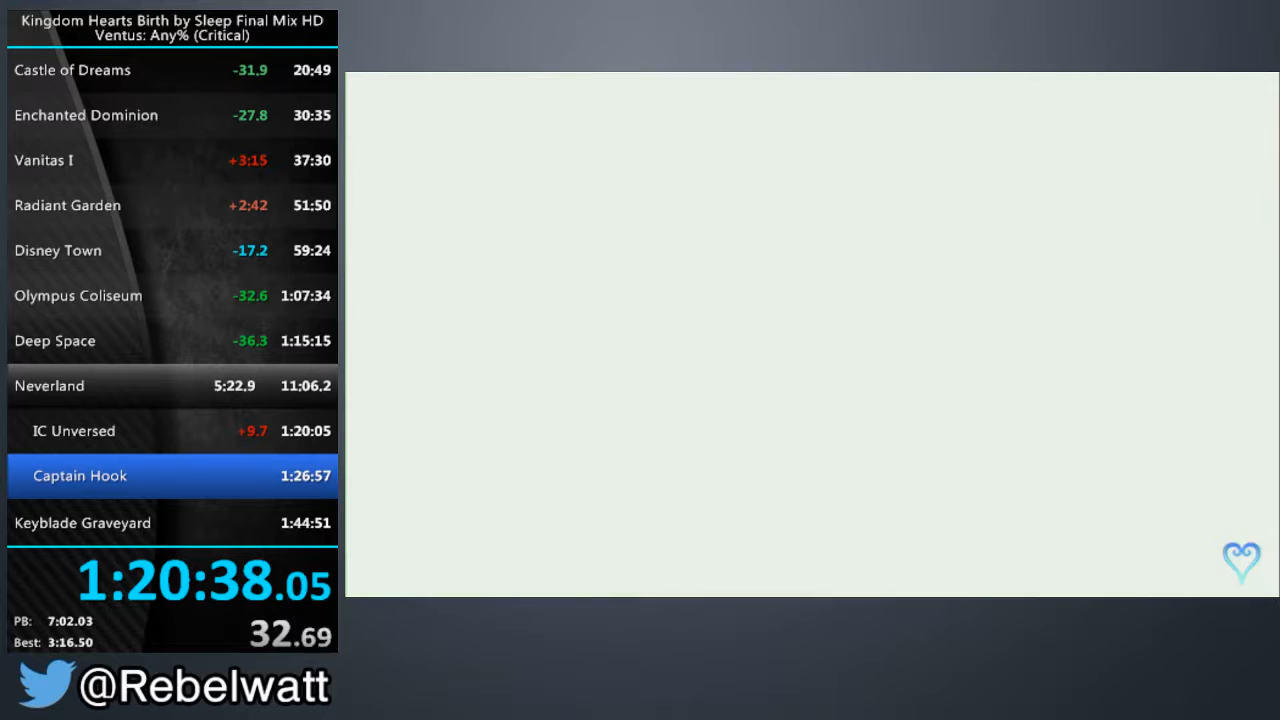 Kingdom Hearts Birth by Sleep Final Mix HD
Ventus: Any% (Critical)
Castle of Dreams -31.9 20:49
Enchanted Dominion -27.8 30:35
Vanitas I +3:15 37:30
Radiant Garden +2:42 51:50
Disney Town -17.2 59:24
Olympus Coliseum -32.6 1:07:34
Deep Space -36.3 1:15:15
Neverland 5:22.9 11:06.2
IC Unversed +9.7 1:20:05
Captain Hook 1:26:57
Keyblade Graveyard 1:44:51
1:20:38.05
PB: 7:02.03
Best: 3:16.50
32.69
@Rebelwatt